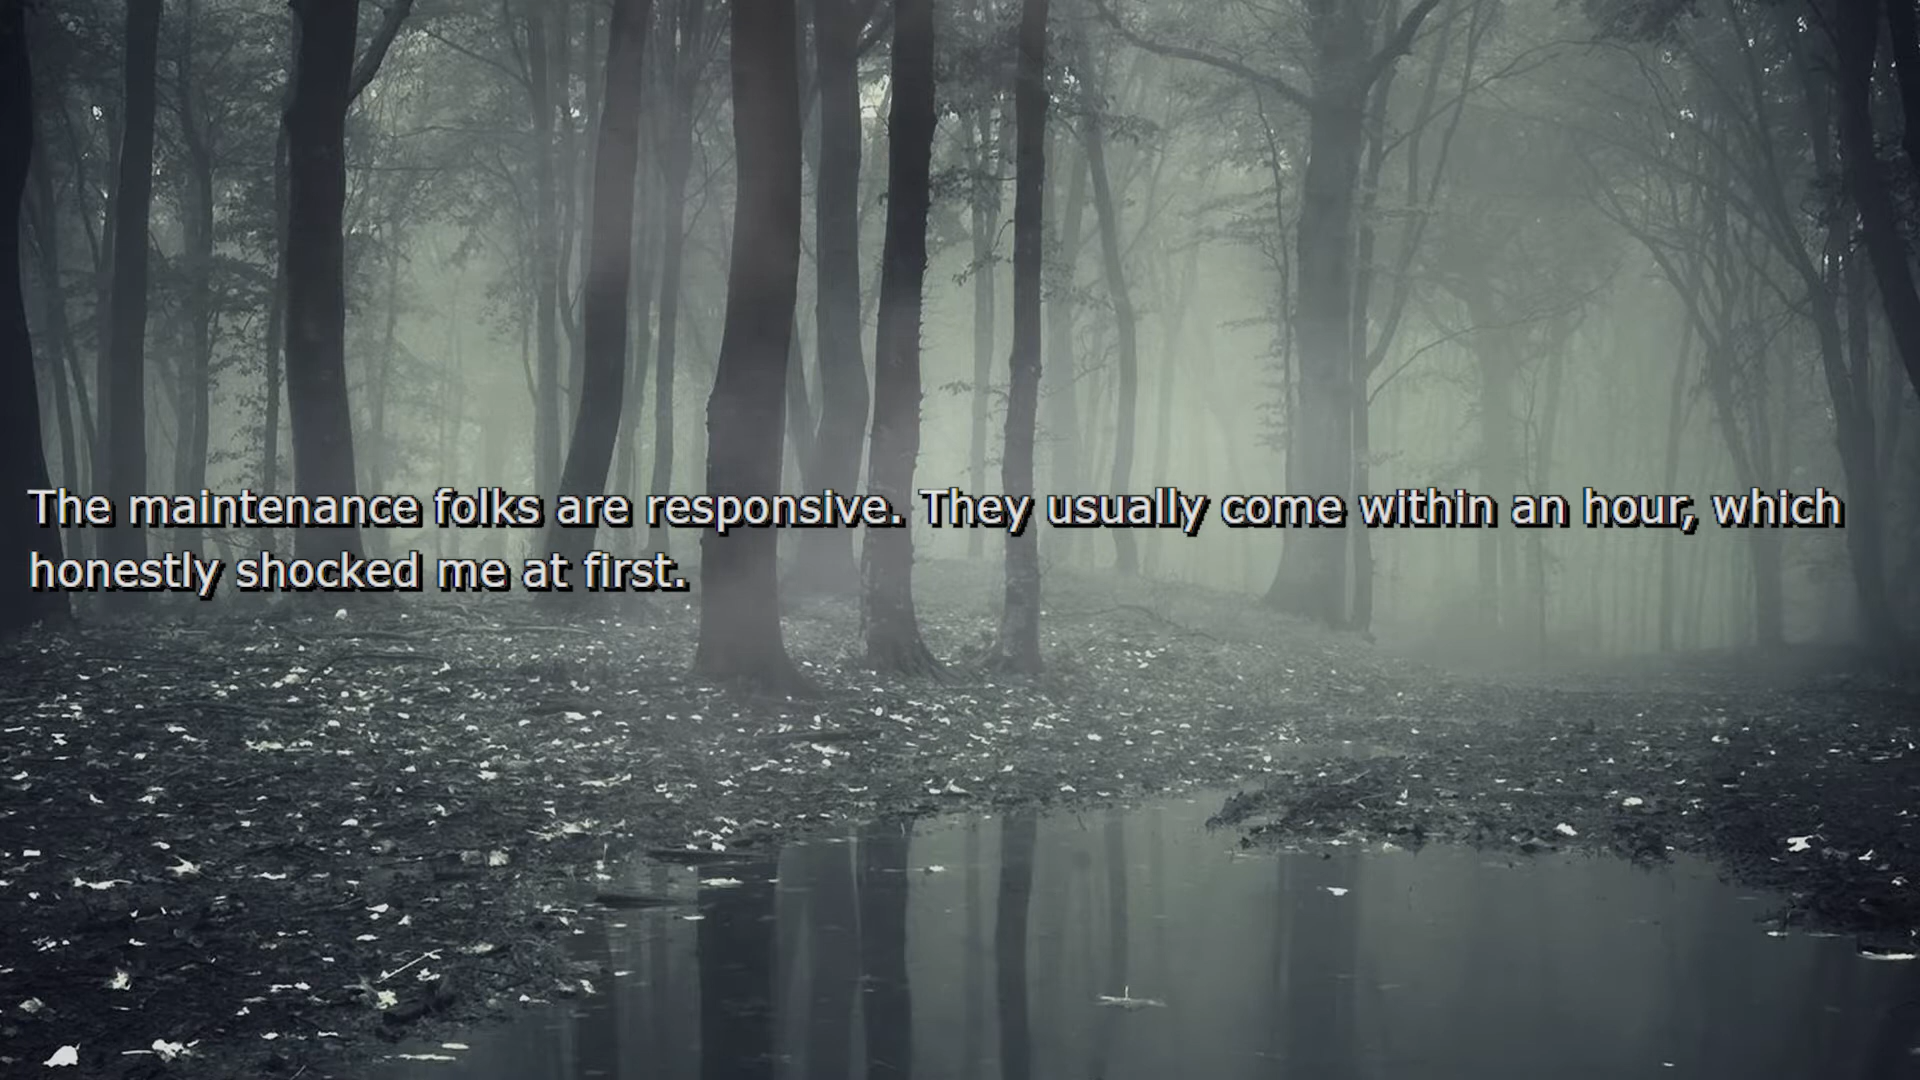 The maintenance folks are responsive. They usually come within an hour, which
honestly shocked me at first.